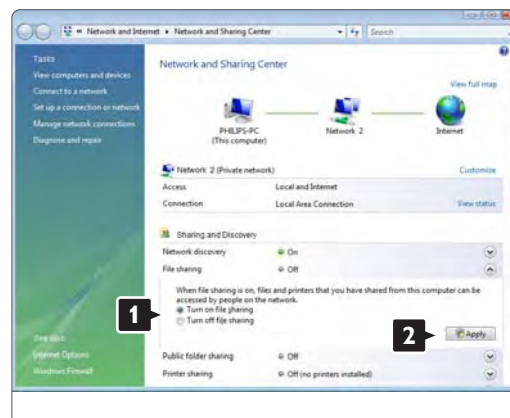 Network and Internet ▸ Network and Sharing Center
Search
Tasks
View computers and devices
Connect to a network
Set up a connection or network
Manage network connections
Diagnose and repair
See also
Internet Options
Windows Firewall
Network and Sharing Center
View full map
PHILIPS-PC
(This computer)
Network 2
Internet
Network 2 (Private network)
Customize
Access Local and Internet
Connection Local Area Connection View status
Sharing and Discovery
Network discovery On
File sharing Off
When file sharing is on, files and printers that you have shared from this computer can be
accessed by people on the network.
1
Turn on file sharing
Turn off file sharing
2
Apply
Public folder sharing Off
Printer sharing Off (no printers installed)